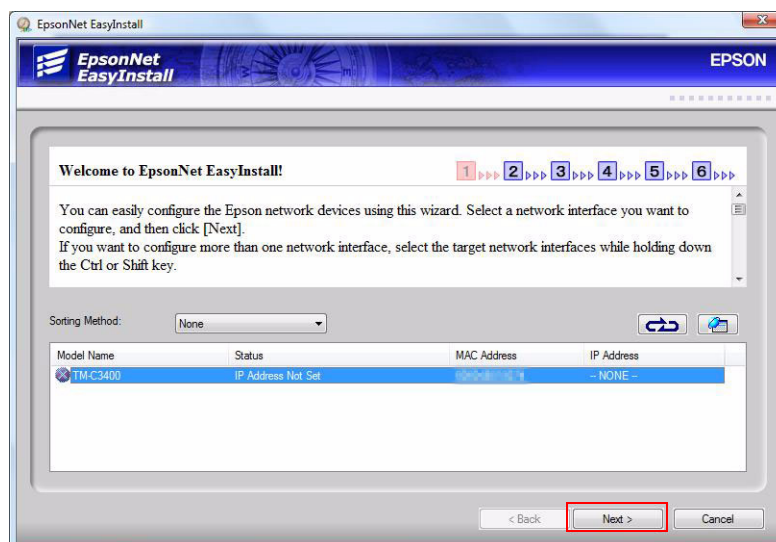 EpsonNet EasyInstall
EpsonNet
EasyInstall
EPSON
Welcome to EpsonNet EasyInstall!
1 2 3 4 5 6
You can easily configure the Epson network devices using this wizard. Select a network interface you want to
configure, and then click [Next].
If you want to configure more than one network interface, select the target network interfaces while holding down
the Ctrl or Shift key.
Sorting Method: None
Model Name Status MAC Address IP Address
TM-C3400 IP Address Not Set -- NONE --
< Back Next > Cancel